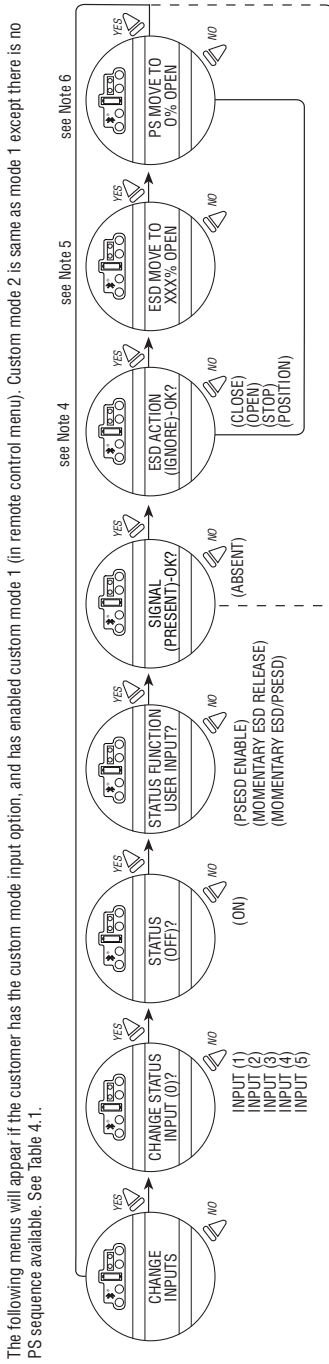 The following menus will appear if the customer has the custom mode input option, and has enabled custom mode 1 (in remote control menu). Custom mode 2 is same as mode 1 except there is no
PS sequence available. See Table 4.1.
CHANGE
INPUTS
YES
NO
CHANGE STATUS
INPUT (0)?
YES
NO
INPUT (1)
INPUT (2)
INPUT (3)
INPUT (4)
INPUT (5)
STATUS
(OFF)?
YES
NO
(ON)
STATUS FUNCTION
USER INPUT?
YES
NO
(PSESD ENABLE)
(MOMENTARY ESD RELEASE)
(MOMENTARY ESD/PSESD)
SIGNAL
(PRESENT)-OK?
YES
NO
(ABSENT)
see Note 4
ESD ACTION
(IGNORE)-OK?
YES
NO
(CLOSE)
(OPEN)
(STOP)
(POSITION)
see Note 5
ESD MOVE TO
XXX% OPEN
YES
NO
see Note 6
PS MOVE TO
0% OPEN
YES
NO